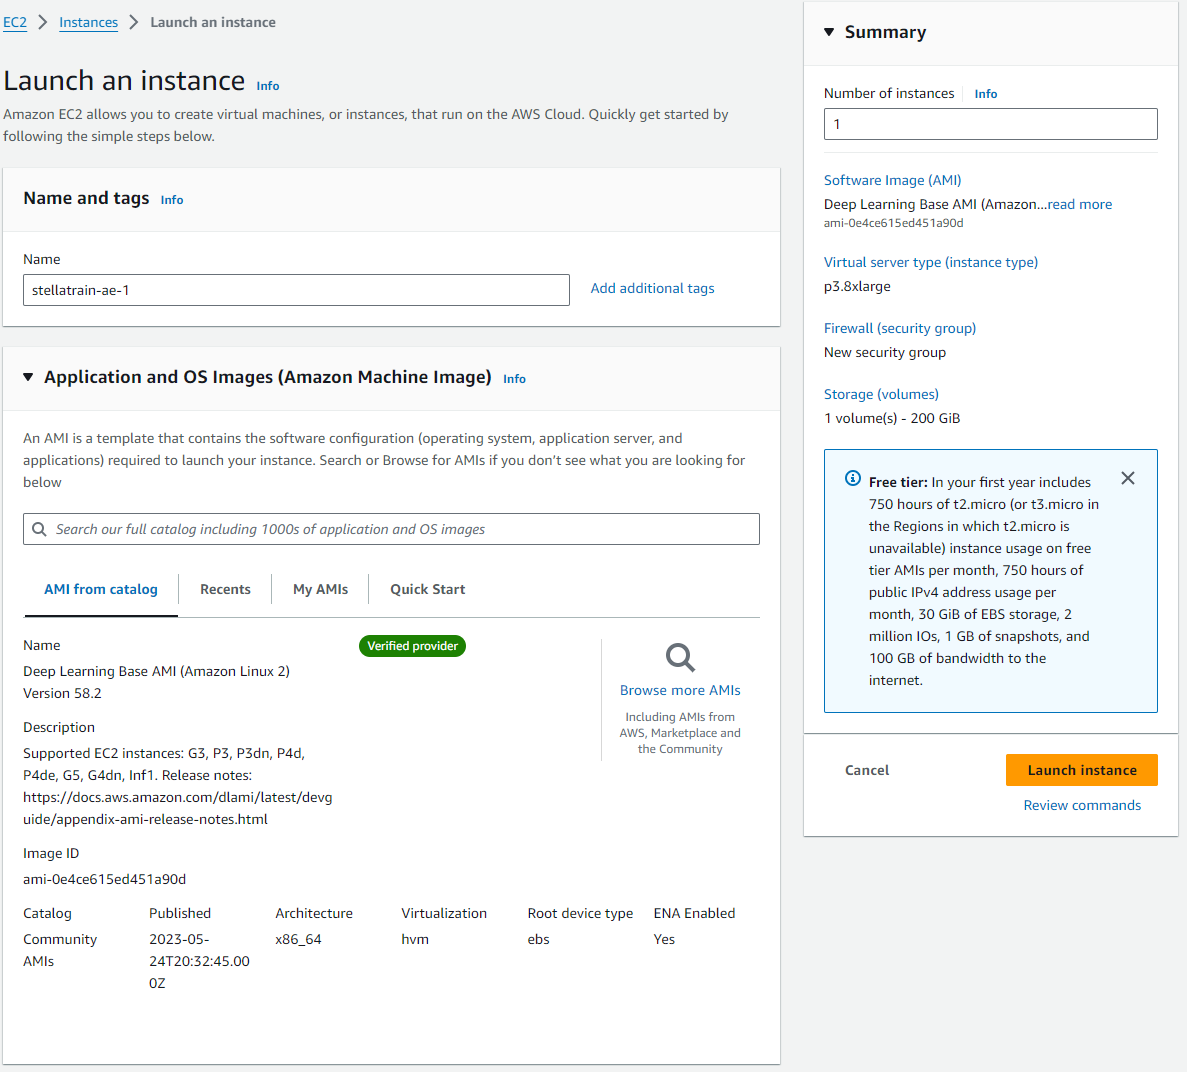 EC2 > Instances > Launch an instance
Launch an instance Info
Amazon EC2 allows you to create virtual machines, or instances, that run on the AWS Cloud. Quickly get started by
following the simple steps below.
Name and tags Info
Name
stellatrain-ae-1
Add additional tags
Application and OS Images (Amazon Machine Image) Info
An AMI is a template that contains the software configuration (operating system, application server, and
applications) required to launch your instance. Search or Browse for AMIs if you don’t see what you are looking for
below
Search our full catalog including 1000s of application and OS images
AMI from catalog
Recents
My AMIs
Quick Start
Name
Verified provider
Deep Learning Base AMI (Amazon Linux 2)
Version 58.2
Description
Supported EC2 instances: G3, P3, P3dn, P4d,
P4de, G5, G4dn, Inf1. Release notes:
https://docs.aws.amazon.com/dlami/latest/devg
uide/appendix-ami-release-notes.html
Browse more AMIs
Including AMIs from
AWS, Marketplace and
the Community
Image ID
ami-0e4ce615ed451a90d
Catalog
Community
AMIs
Published
2023-05-
24T20:32:45.00
0Z
Architecture
x86_64
Virtualization
hvm
Root device type
ebs
ENA Enabled
Yes
Summary
Number of instances Info
1
Software Image (AMI)
Deep Learning Base AMI (Amazon...read more
ami-0e4ce615ed451a90d
Virtual server type (instance type)
p3.8xlarge
Firewall (security group)
New security group
Storage (volumes)
1 volume(s) - 200 GiB
Free tier: In your first year includes
750 hours of t2.micro (or t3.micro in
the Regions in which t2.micro is
unavailable) instance usage on free
tier AMIs per month, 750 hours of
public IPv4 address usage per
month, 30 GiB of EBS storage, 2
million IOs, 1 GB of snapshots, and
100 GB of bandwidth to the
internet.
Cancel
Launch instance
Review commands